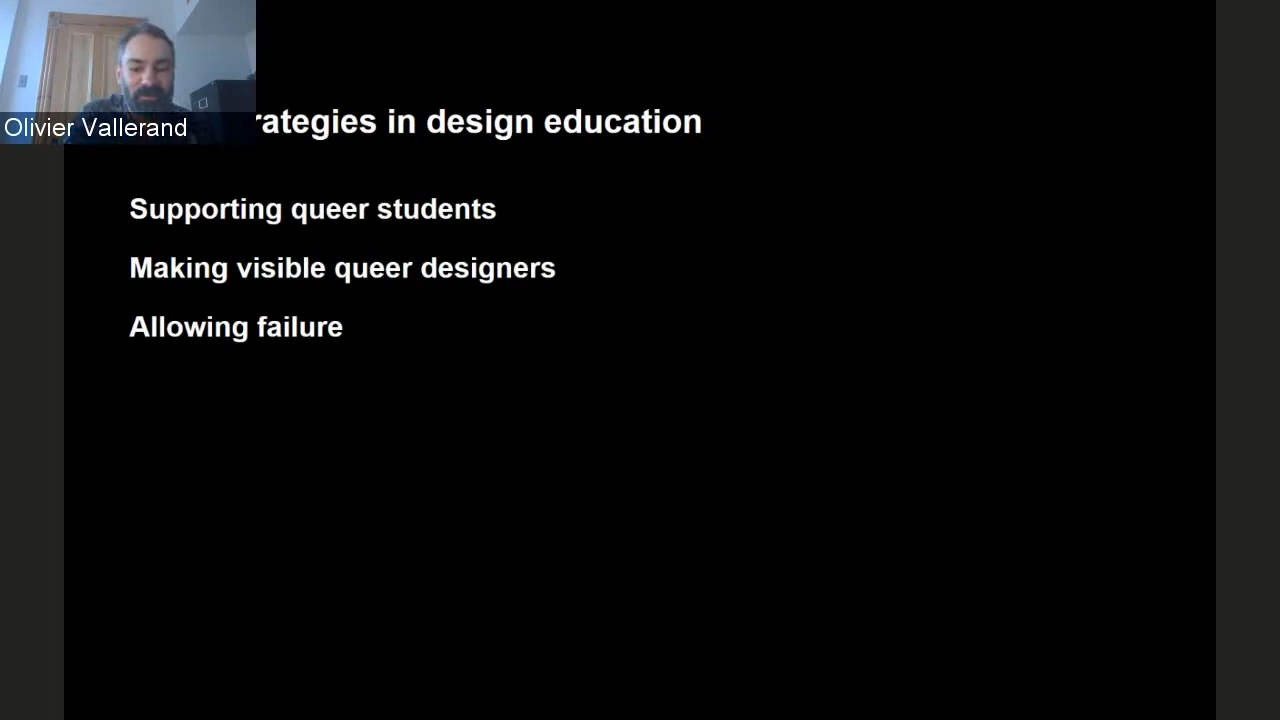 Olivier Vallerand
rategies in design education
Supporting queer students
Making visible queer designers
Allowing failure